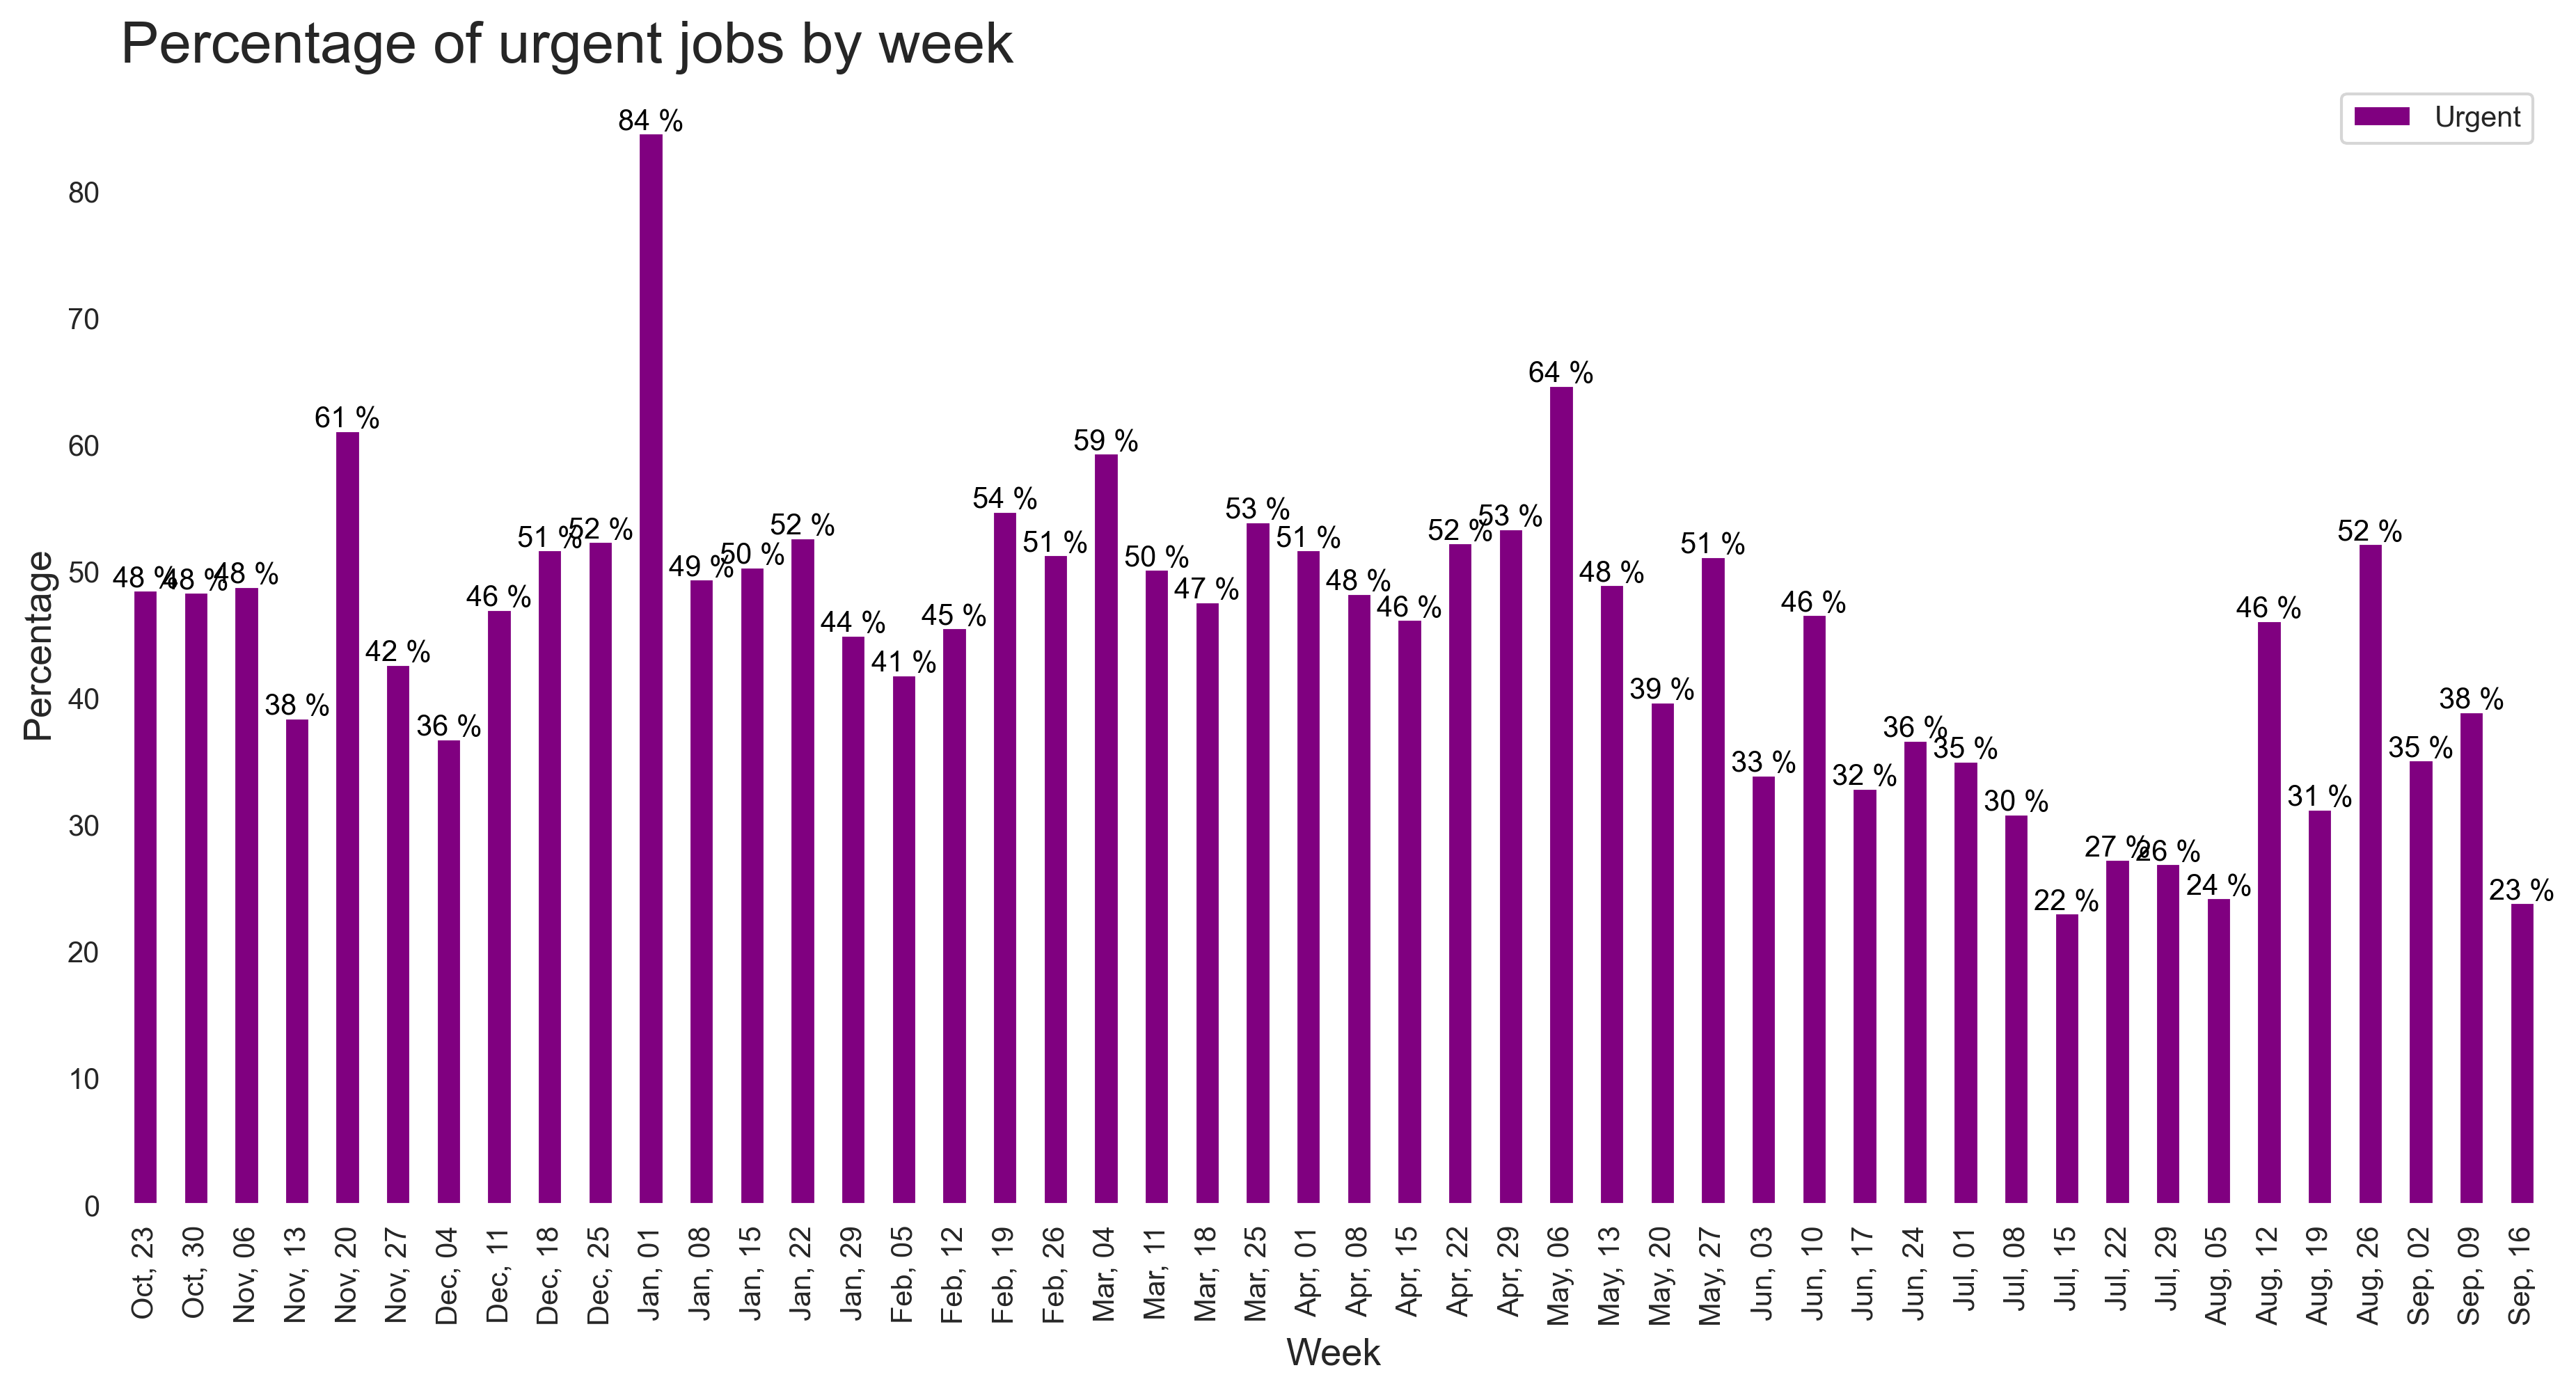 Percentage of urgent jobs by week
Urgent
Percentage
80
70
60
50
40
30
20
10
0
48 %
48 %
48 %
38 %
61 %
42 %
36 %
46 %
51 %
52 %
84 %
49 %
50 %
52 %
44 %
41 %
45 %
54 %
51 %
59 %
50 %
47 %
53 %
51 %
48 %
46 %
52 %
53 %
64 %
48 %
39 %
51 %
33 %
46 %
32 %
36 %
35 %
30 %
22 %
27 %
26 %
24 %
46 %
31 %
52 %
35 %
38 %
23 %
Oct, 23
Oct, 30
Nov, 06
Nov, 13
Nov, 20
Nov, 27
Dec, 04
Dec, 11
Dec, 18
Dec, 25
Jan, 01
Jan, 08
Jan, 15
Jan, 22
Jan, 29
Feb, 05
Feb, 12
Feb, 19
Feb, 26
Mar, 04
Mar, 11
Mar, 18
Mar, 25
Apr, 01
Apr, 08
Apr, 15
Apr, 22
Apr, 29
May, 06
May, 13
May, 20
May, 27
Jun, 03
Jun, 10
Jun, 17
Jun, 24
Jul, 01
Jul, 08
Jul, 15
Jul, 22
Jul, 29
Aug, 05
Aug, 12
Aug, 19
Aug, 26
Sep, 02
Sep, 09
Sep, 16
Week